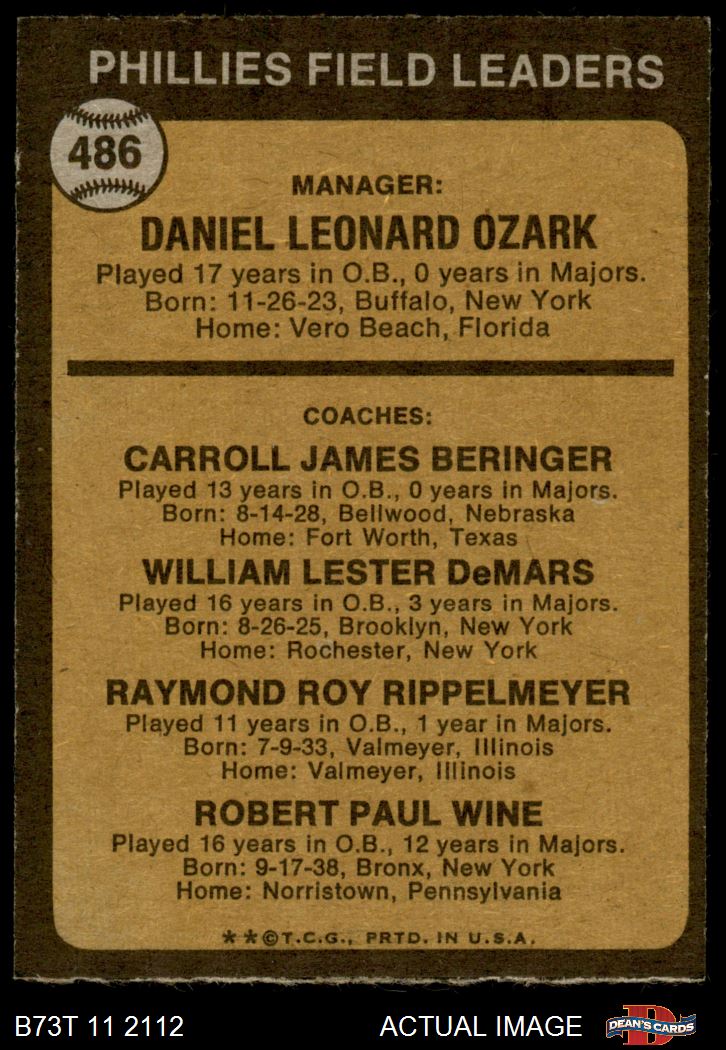 PHILLIES FIELD LEADERS
486
MANAGER:
DANIEL LEONARD OZARK
Played 17 years in O.B., 0 years in Majors.
Born: 11-26-23, Buffalo, New York
Home: Vero Beach, Florida
COACHES:
CARROLL JAMES BERINGER
Played 13 years in O.B., 0 years in Majors.
Born: 8-14-28, Bellwood, Nebraska
Home: Fort Worth, Texas
WILLIAM LESTER DeMARS
Played 16 years in O.B., 3 years in Majors.
Born: 8-26-25, Brooklyn, New York
Home: Rochester, New York
RAYMOND ROY RIPPELMEYER
Played 11 years in O.B., 1 year in Majors.
Born: 7-9-33, Valmeyer, Illinois
Home: Valmeyer, Illinois
ROBERT PAUL WINE
Played 16 years in O.B., 12 years in Majors.
Born: 9-17-38, Bronx, New York
Home: Norristown, Pennsylvania
**©T.C.G., PRTD. IN U.S.A.
B73T 11 2112 ACTUAL IMAGE D DEAN'S CARDS